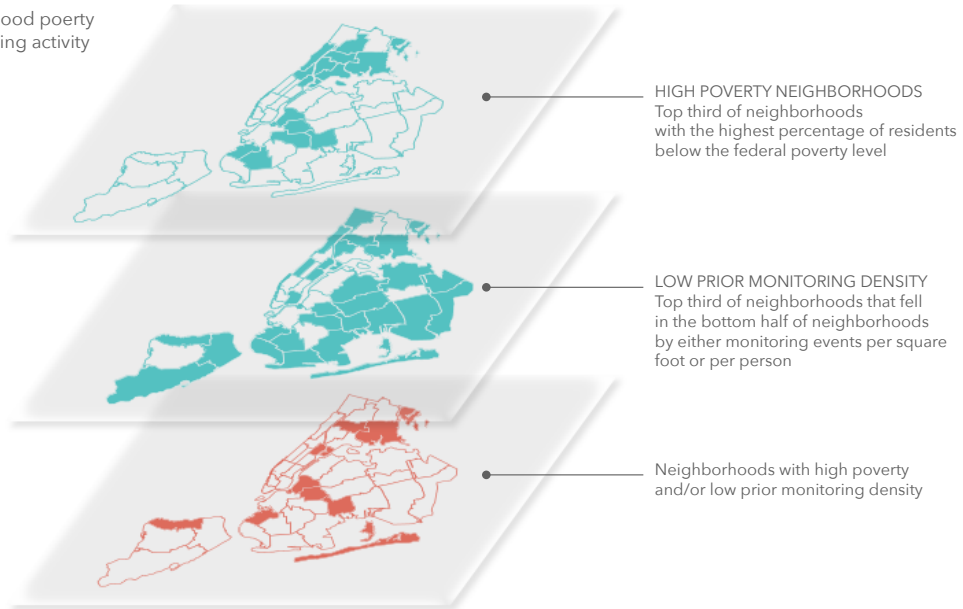 ood poerty
ing activity
HIGH POVERTY NEIGHBORHOODS
Top third of neighborhoods
with the highest percentage of residents
below the federal poverty level
LOW PRIOR MONITORING DENSITY
Top third of neighborhoods that fell
in the bottom half of neighborhoods
by either monitoring events per square
foot or per person
Neighborhoods with high poverty
and/or low prior monitoring density